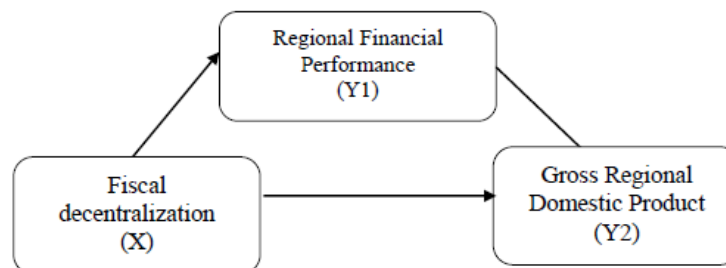 Regional Financial
Performance
(Y1)
Fiscal
decentralization
(X)
Gross Regional
Domestic Product
(Y2)